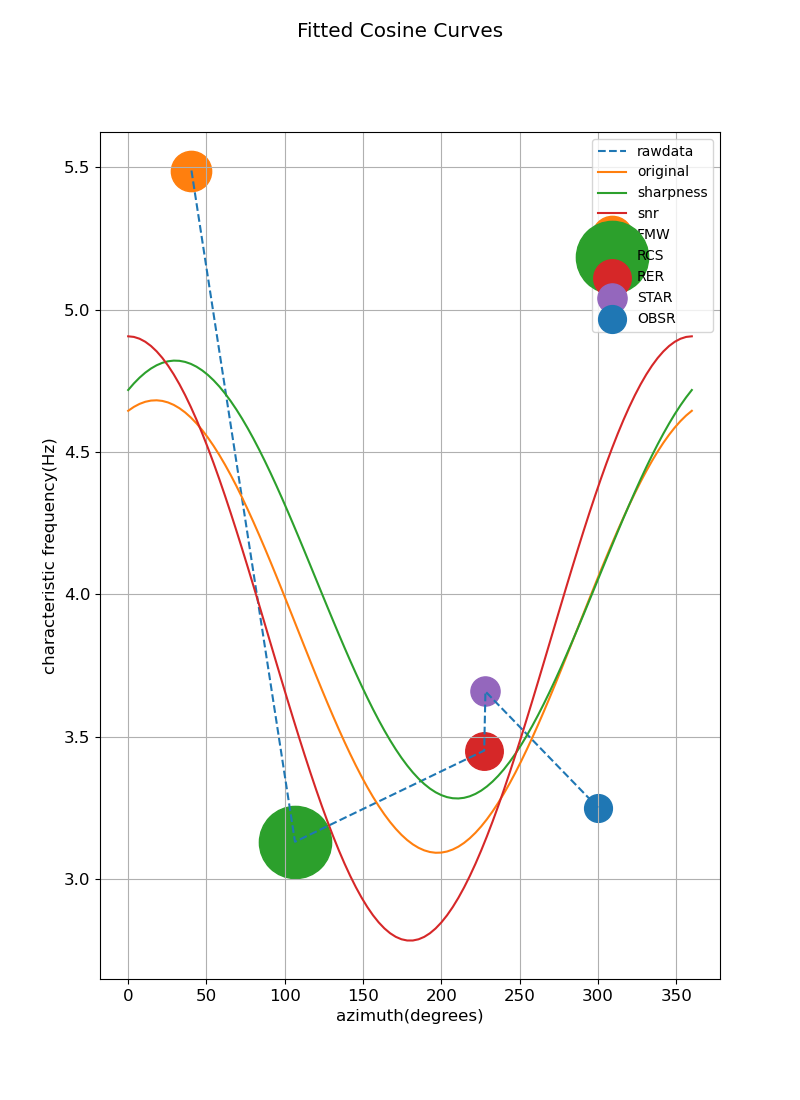 Fitted Cosine Curves
rawdata
original
sharpness
snr
FMW
RCS
RER
STAR
OBSR
5.5
5.0
4.5
4.0
3.5
3.0
characteristic frequency(Hz)
0 50 100 150 200 250 300 350
azimuth(degrees)